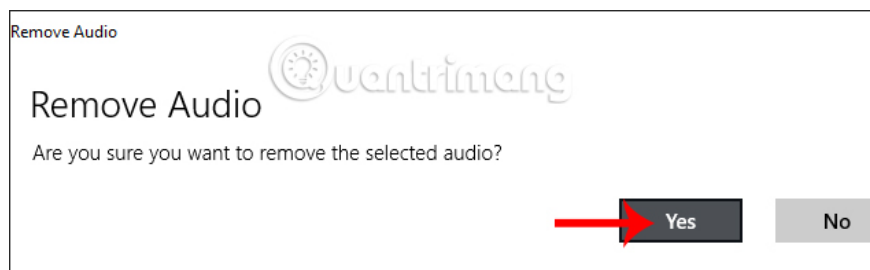 Remove Audio
Quantrimang
Remove Audio
Are you sure you want to remove the selected audio?
Yes
No